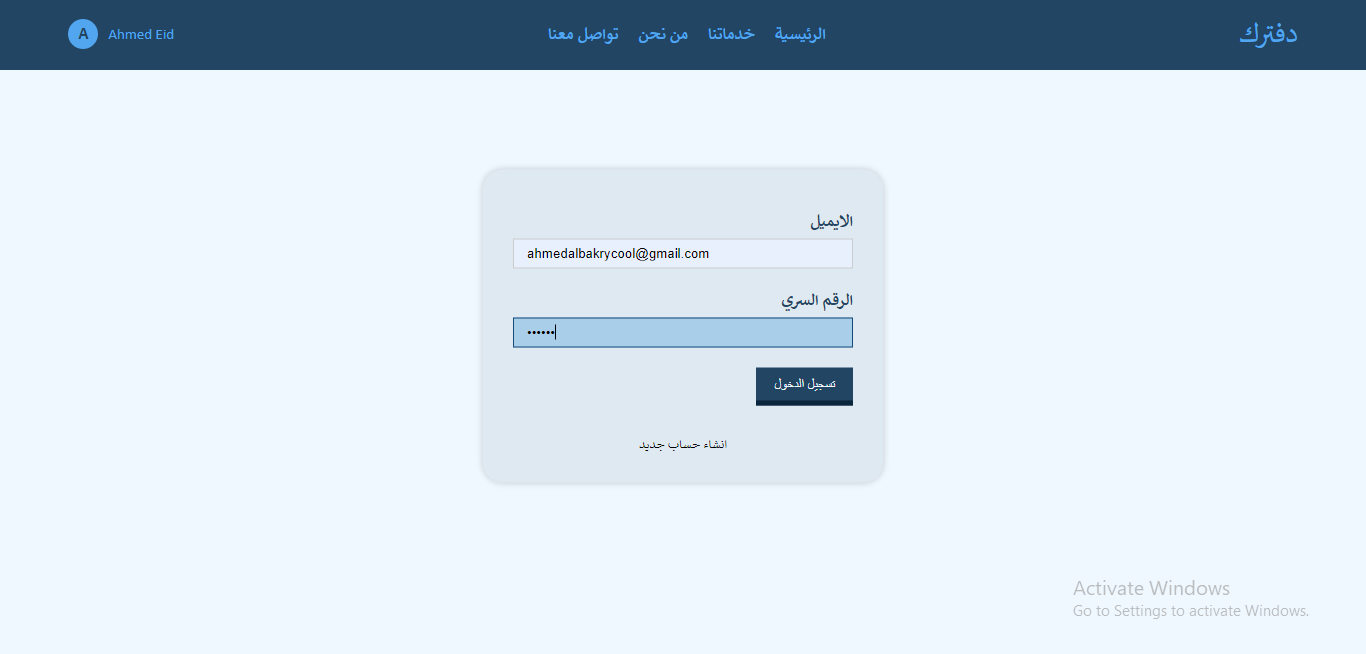 دفترك
الرئيسية خدماتنا من نحن تواصل معنا
Ahmed Eid A
الايميل
ahmedalbakrycool@gmail.com
الرقم السري
••••••
تسجيل الدخول
انشاء حساب جديد
Activate Windows
Go to Settings to activate Windows.